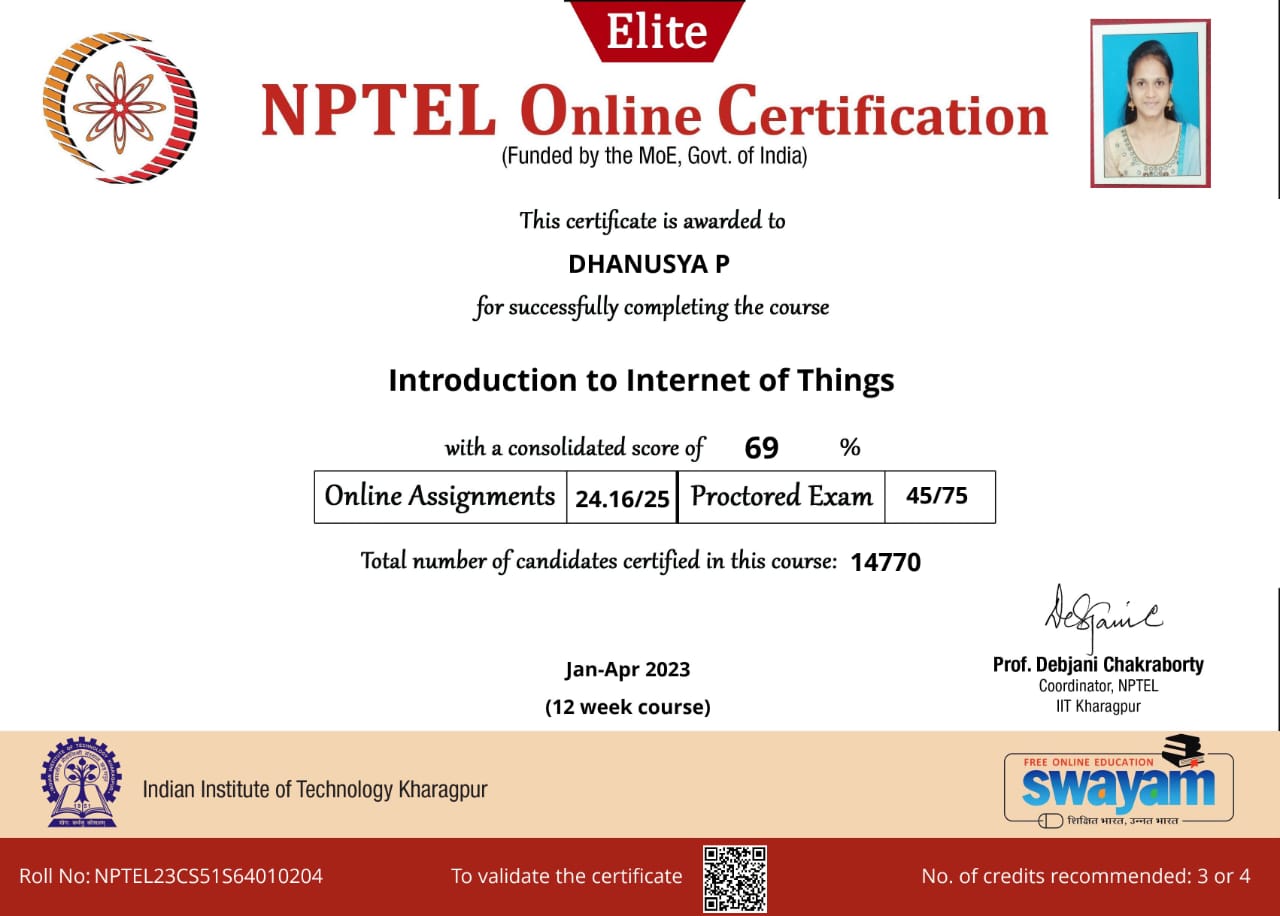 Elite
NPTEL Online Certification
(Funded by the MoE, Govt. of India)
This certificate is awarded to
DHANUSYA P
for successfully completing the course
Introduction to Internet of Things
with a consolidated score of 69 %
Online Assignments 24.16/25 Proctored Exam 45/75
Total number of candidates certified in this course: 14770
Jan-Apr 2023
(12 week course)
Prof. Debjani Chakraborty
Coordinator, NPTEL
IIT Kharagpur
Indian Institute of Technology Kharagpur
1951
FREE ONLINE EDUCATION
swayam
शिक्षित भारत, उन्नत भारत
Roll No: NPTEL23CS51S64010204
To validate the certificate
No. of credits recommended: 3 or 4